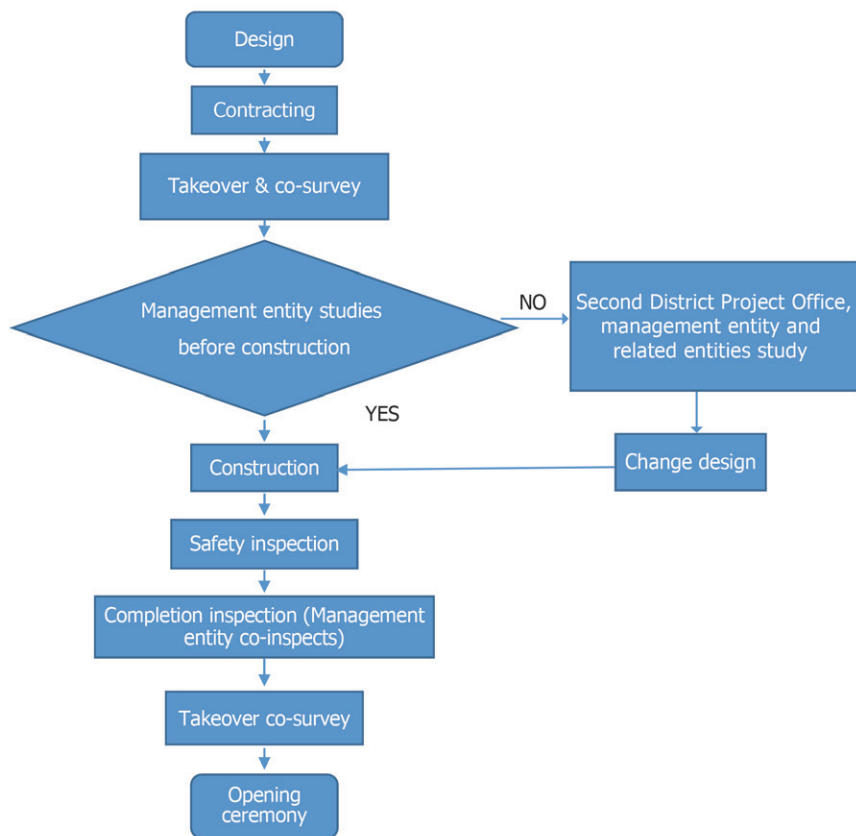 Design
Contracting
Takeover & co-survey
Management entity studies
before construction
NO
Second District Project Office,
management entity and
related entities study
YES
Construction
Change design
Safety inspection
Completion inspection (Management
entity co-inspects)
Takeover co-survey
Opening
ceremony